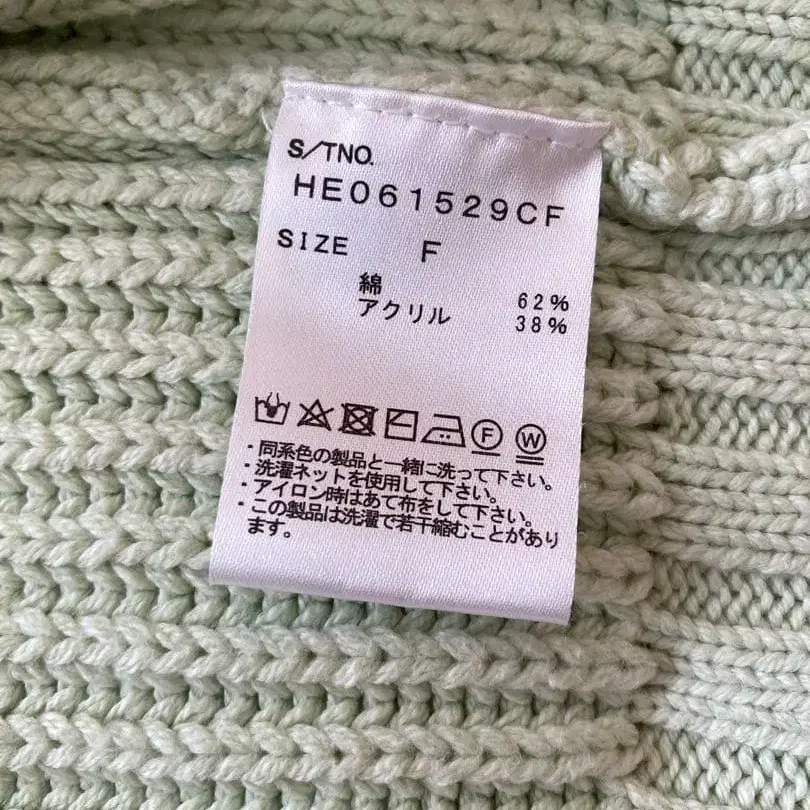 S/TNO.
HE061529CF
SIZE F
綿 62%
アクリル 38%
F W
・同系色の製品と一緒に洗って下さい。
・洗濯ネットを使用して下さい。
・アイロン時はあて布をして下さい。
・この製品は洗濯で若干縮むことがあり
ます。